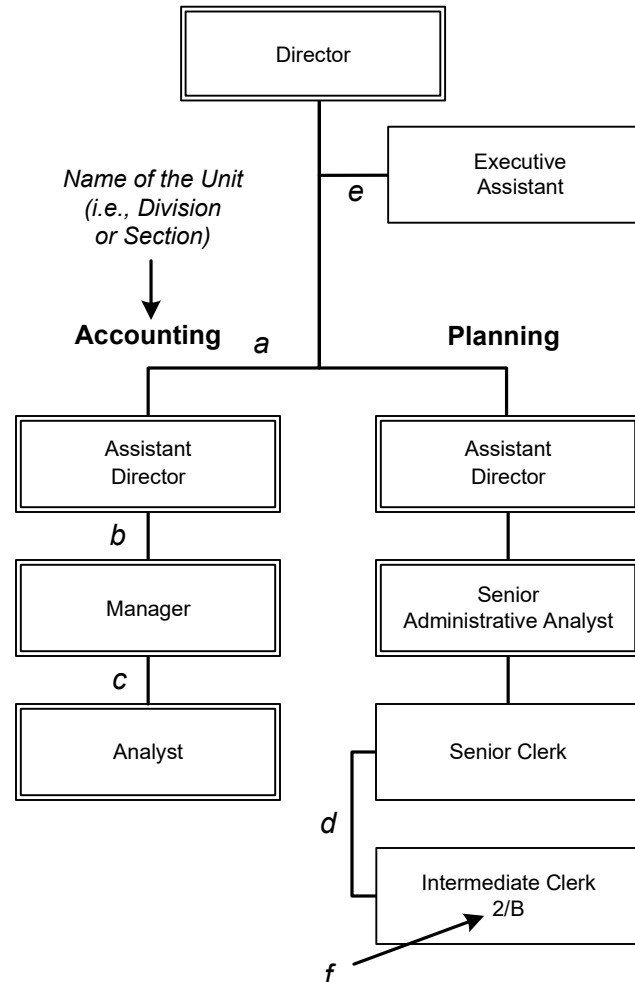 Director
Executive
Assistant
e
Name of the Unit
(i.e., Division
or Section)
Accounting
a
Planning
Assistant
Director
Assistant
Director
b
Manager
Senior
Administrative Analyst
c
Analyst
Senior Clerk
d
Intermediate Clerk
2/B
f